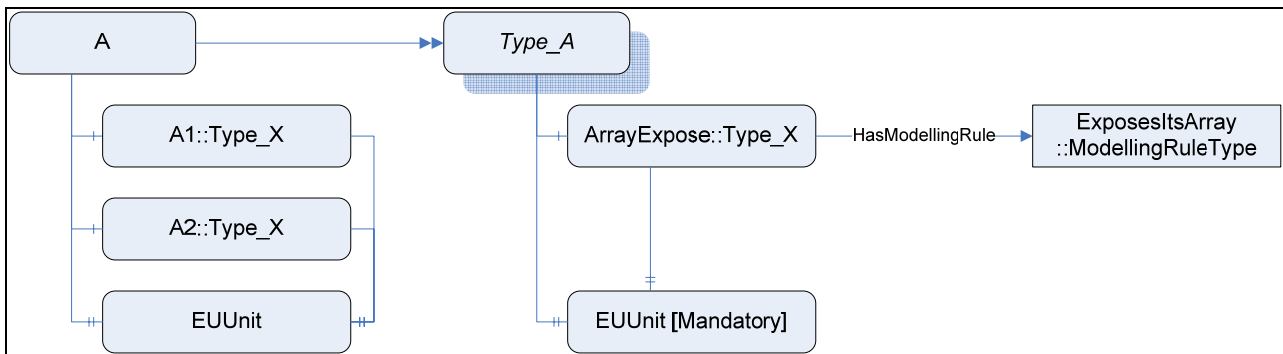 A
Type_A
A1::Type_X
ArrayExpose::Type_X
HasModellingRule
ExposesItsArray
::ModellingRuleType
A2::Type_X
EUUnit
EUUnit [Mandatory]